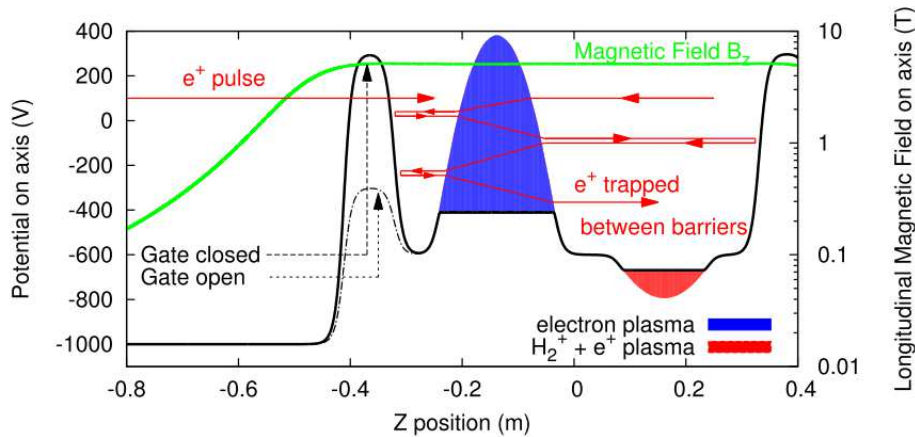 400
200
0
-200
-400
-600
-800
-1000
Potential on axis (V)
e+ pulse
Magnetic Field Bz
e+ trapped
between barriers
Gate closed
Gate open
electron plasma
H2+ + e+ plasma
-0.8
-0.6
-0.4
-0.2
0
0.2
0.4
Z position (m)
10
1
0.1
0.01
Longitudinal Magnetic Field on axis (T)